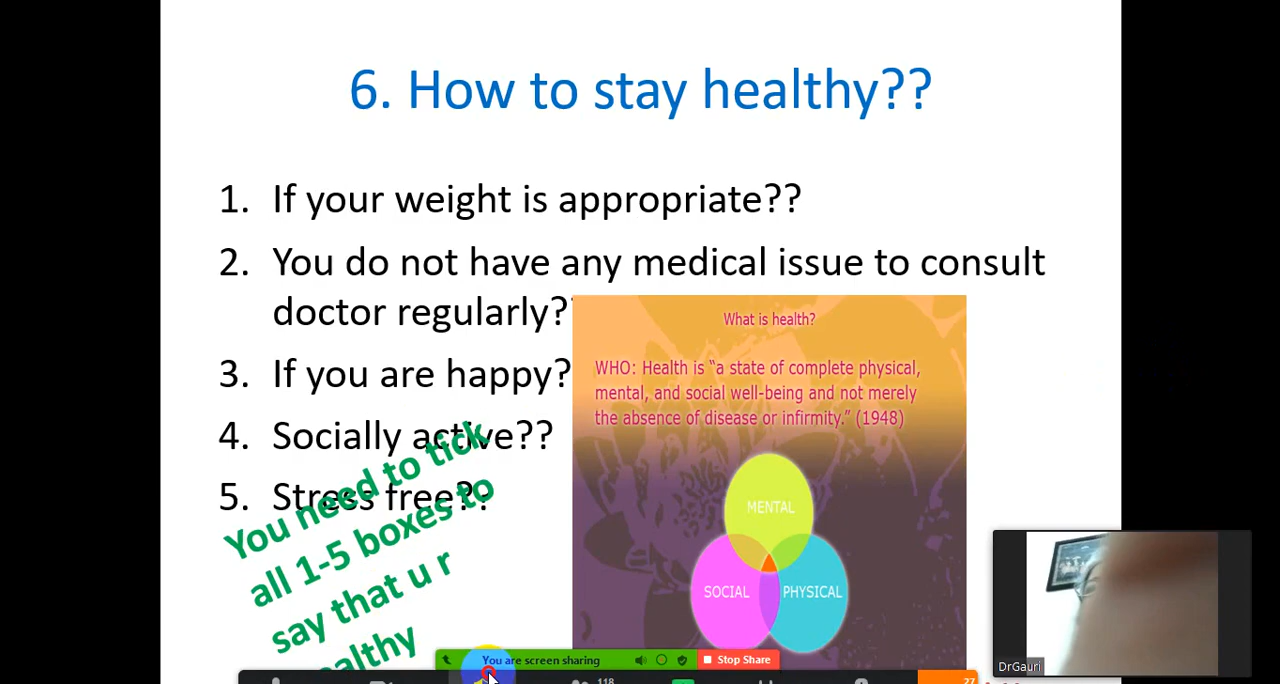 6. How to stay healthy??
1. If your weight is appropriate??
2. You do not have any medical issue to consult
doctor regularly?
3. If you are happy?
4. Socially active??
5. Stress free??
You need to tick
all 1-5 boxes to
say that u r
What is health?
WHO: Health is “a state of complete physical,
mental, and social well-being and not merely
the absence of disease or infirmity.” (1948)
MENTAL
SOCIAL
PHYSICAL
DrGauri
You are screen sharing
Stop Share
118
27